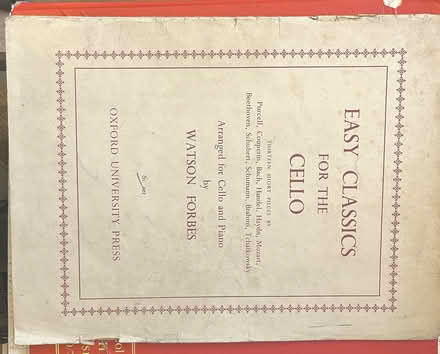 EASY CLASSICS
FOR THE
CELLO
THIRTEEN SHORT PIECES BY
Purcell, Couperin, Bach, Handel, Haydn, Mozart,
Beethoven, Schubert, Schumann, Brahms, Tchaikovsky
Arranged for Cello and Piano
by
WATSON FORBES
OXFORD UNIVERSITY PRESS